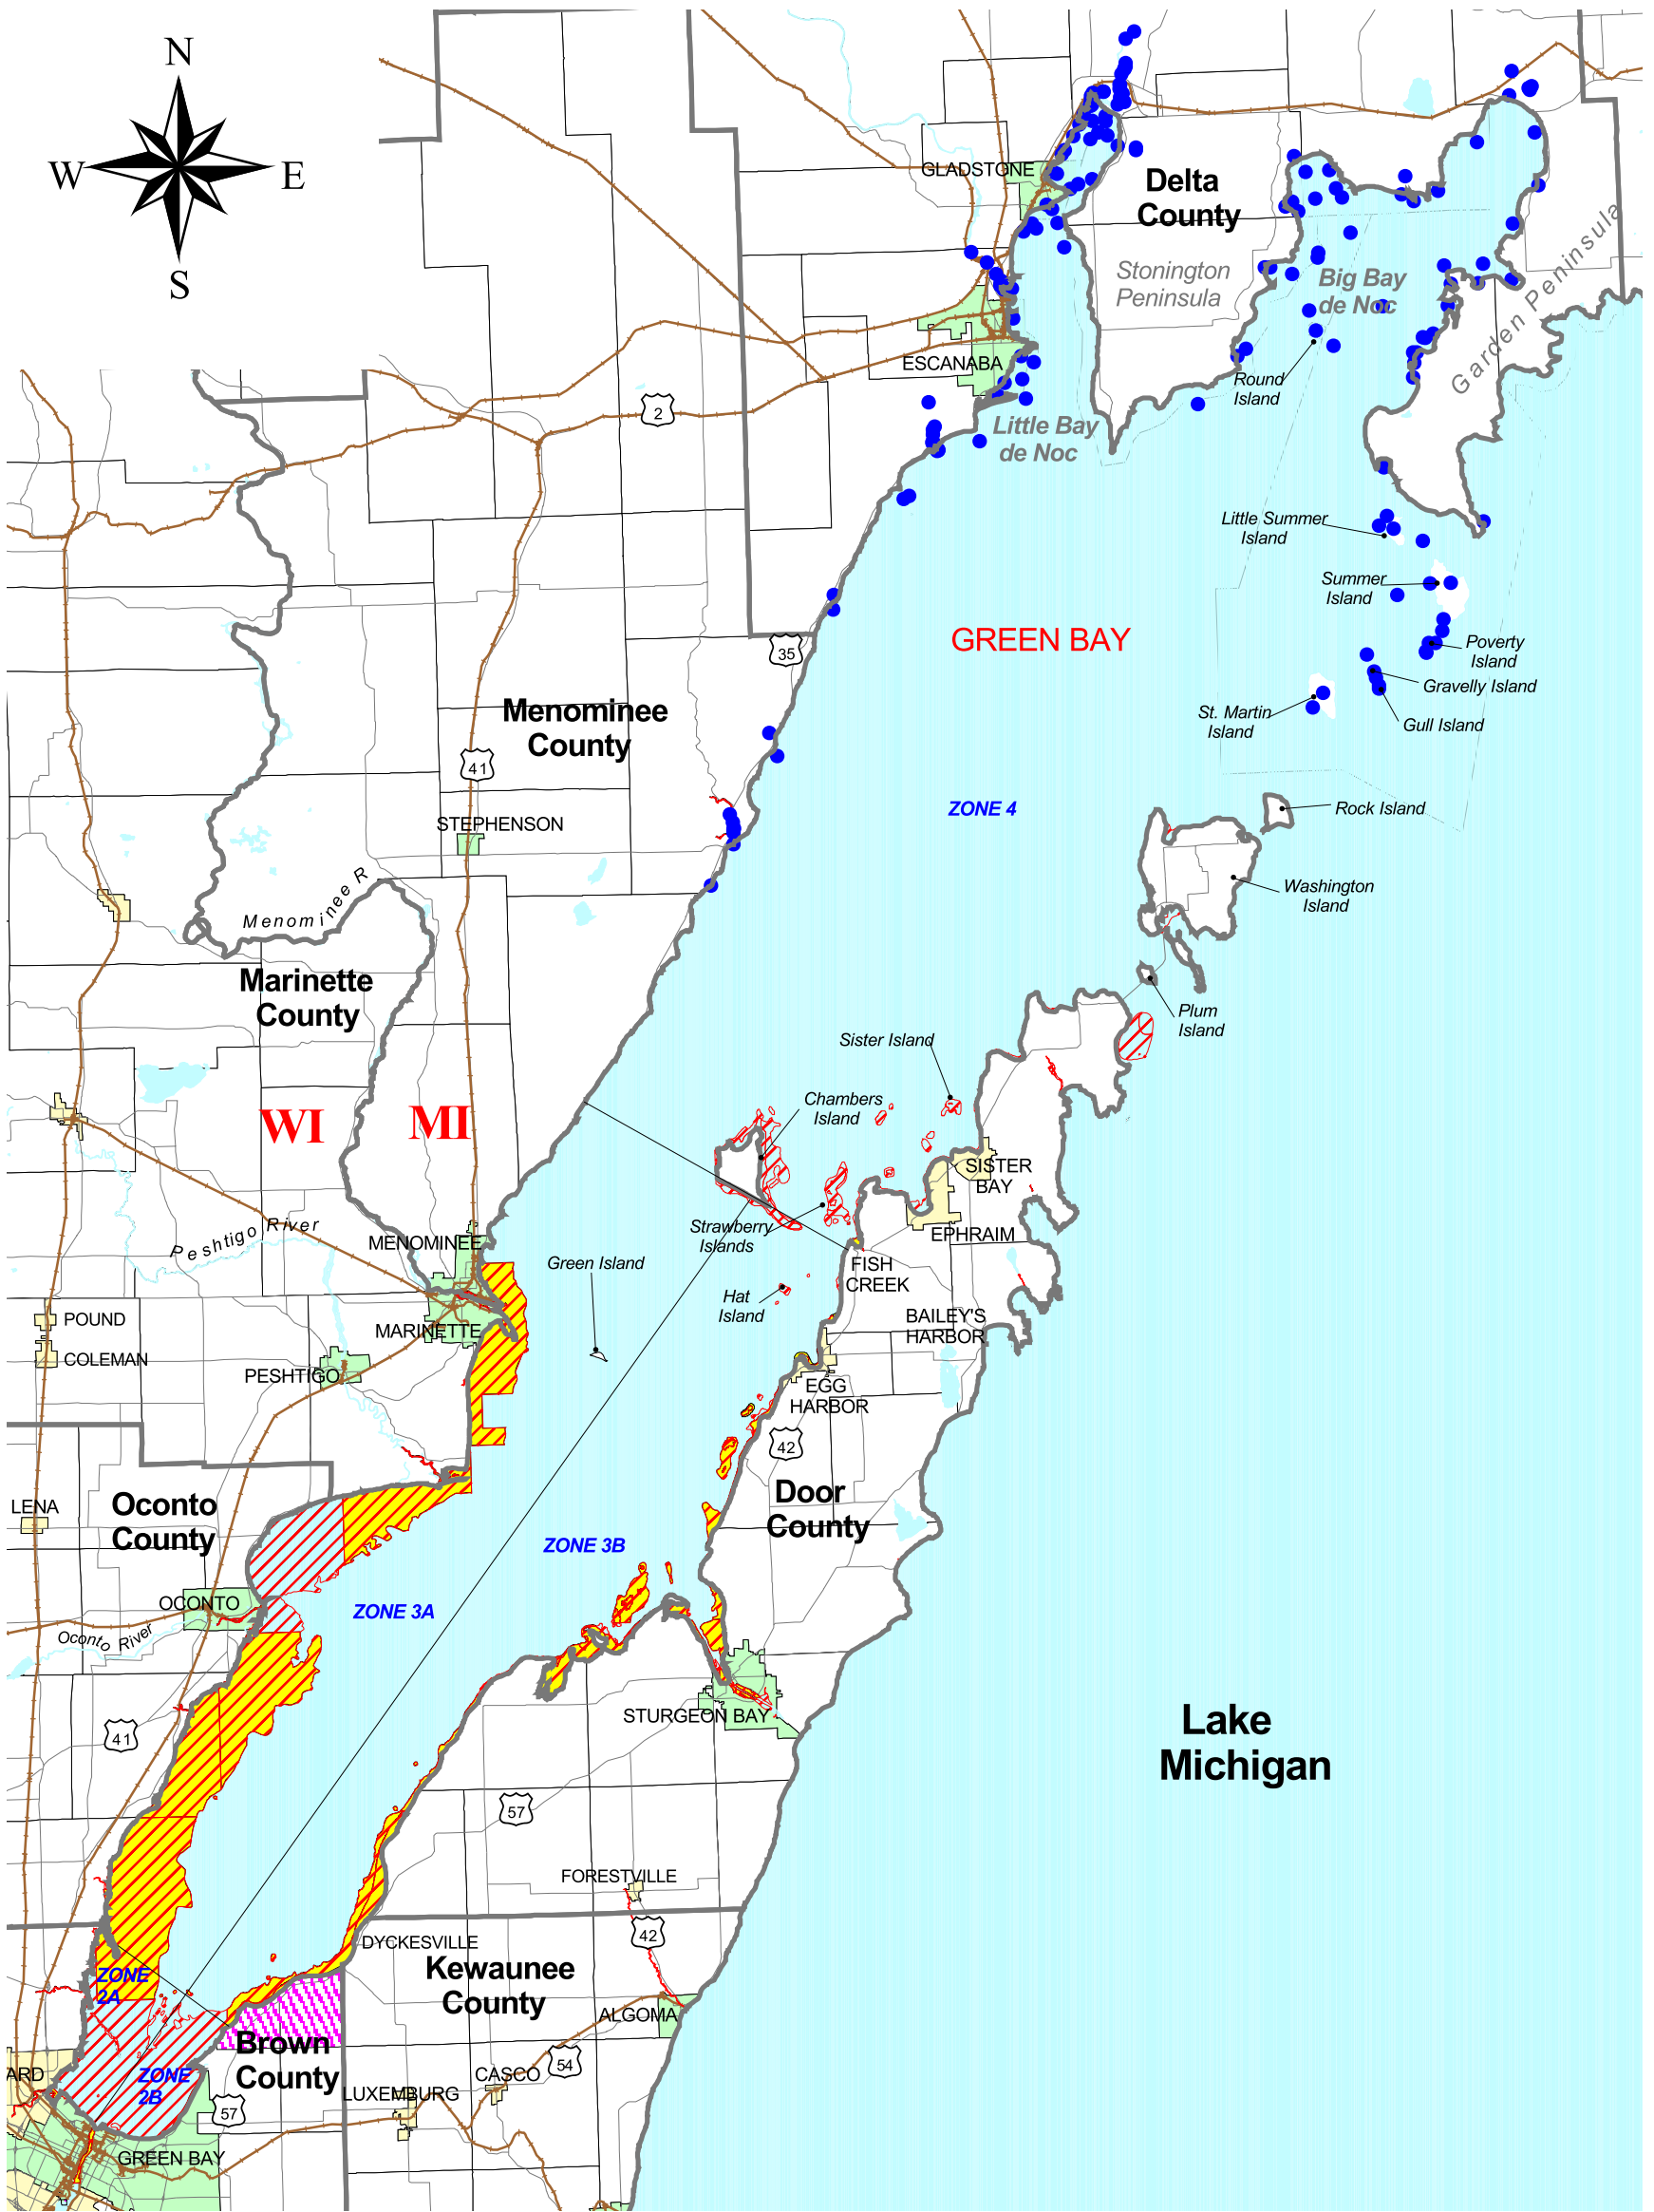 N
W
E
S
GLADSTONE
Delta
County
Stonington
Peninsula
Big Bay
de Noc
Garden Peninsula
ESCANABA
Round
Island
2
Little Bay
de Noc
Little Summer
Island
Summer
Island
GREEN BAY
35
Poverty
Island
Gravelly Island
Gull Island
St. Martin
Island
Menominee
County
41
ZONE 4
Rock Island
STEPHENSON
Washington
Island
Menominee R
Marinette
County
Plum
Island
Sister Island
Chambers
Island
WI
MI
SISTER
BAY
Strawberry
Islands
EPHRAIM
Peshtigo River
MENOMINEE
Green Island
FISH
CREEK
Hat
Island
BAILEY'S
HARBOR
POUND
MARINETTE
COLEMAN
PESHTIGO
EGG
HARBOR
42
Door
County
LENA
Oconto
County
ZONE 3B
OCONTO
ZONE 3A
Oconto River
STURGEON BAY
41
Lake
Michigan
57
FORESTVILLE
42
DYCKESVILLE
Kewaunee
County
ZONE
2A
ALGOMA
Brown
County
54
ARD
ZONE
2B
CASCO
LUXEMBURG
57
GREEN BAY